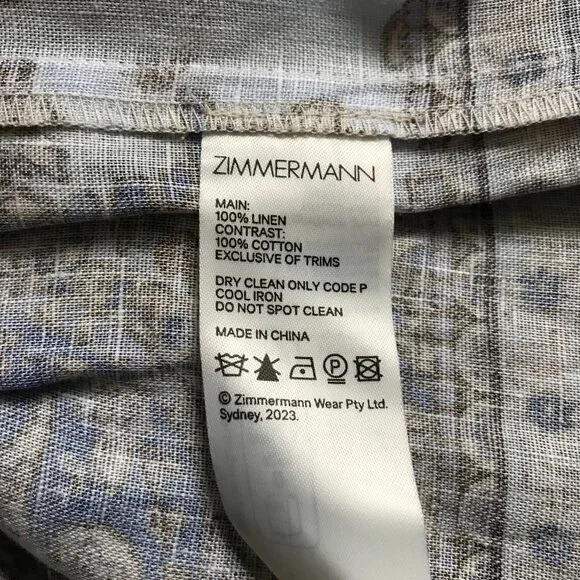 ZIMMERMANN
MAIN:
100% LINEN
CONTRAST:
100% COTTON
EXCLUSIVE OF TRIMS
DRY CLEAN ONLY CODE P
COOL IRON
DO NOT SPOT CLEAN
MADE IN CHINA
P
© Zimmermann Wear Pty Ltd.
Sydney, 2023.